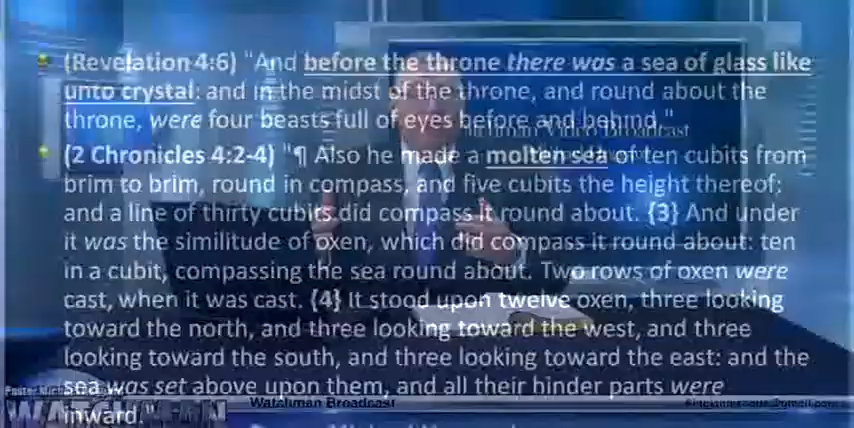 (Revelation 4:6) "And before the throne there was a sea of glass like
unto crystal: and in the midst of the throne, and round about the
throne, were four beasts full of eyes before and behind."
Video Broadcast
(2 Chronicles 4:2-4) "¶ Also he made a molten sea of ten cubits from
brim to brim, round in compass, and five cubits the height thereof;
and a line of thirty cubits did compass it round about. {3} And under
it was the similitude of oxen, which did compass it round about: ten
in a cubit, compassing the sea round about. Two rows of oxen were
cast, when it was cast. {4} It stood upon twelve oxen, three looking
toward the north, and three looking toward the west, and three
looking toward the south, and three looking toward the east: and the
sea was set above upon them, and all their hinder parts were
inward."
Pastor
WATCHMAN
Watchman Broadcast